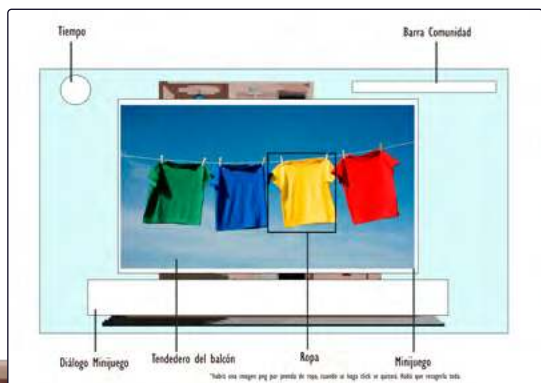 Tiempo
Barra Comunidad
Diálogo Minijuego
Tendedero del balcón
Ropa
Minijuego
*habrá una imagen png por prenda de ropa, cuando se haga click se quitará. Habrá que recogerla toda.